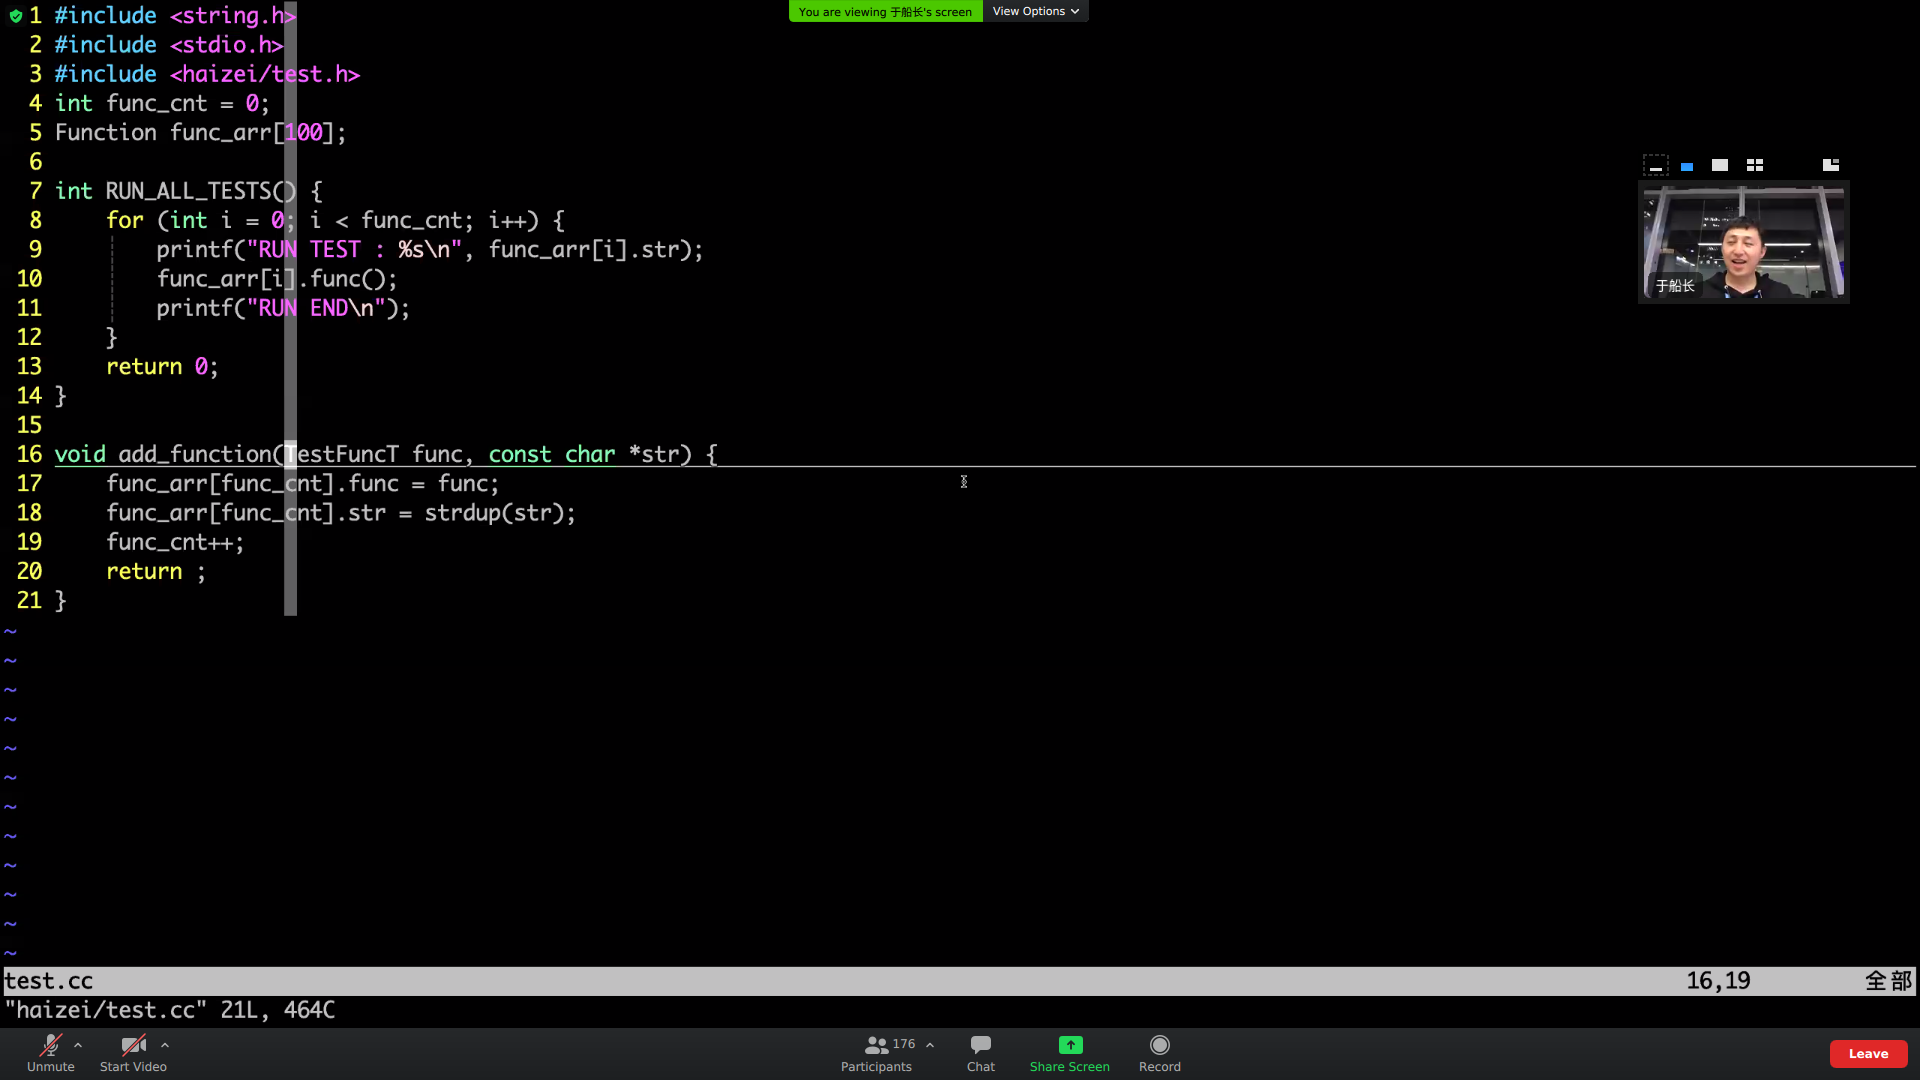 You are viewing 于船长's screen View Options
1 #include <string.h>
2 #include <stdio.h>
3 #include <haizei/test.h>
4 int func_cnt = 0;
5 Function func_arr[100];
6
7 int RUN_ALL_TESTS() {
8     for (int i = 0; i < func_cnt; i++) {
9         printf("RUN TEST : %s\n", func_arr[i].str);
10         func_arr[i].func();
11         printf("RUN END\n");
12     }
13     return 0;
14 }
15
16 void add_function(TestFuncT func, const char *str) {
17     func_arr[func_cnt].func = func;
18     func_arr[func_cnt].str = strdup(str);
19     func_cnt++;
20     return ;
21 }
~
~
~
~
~
~
~
~
~
~
~
~
于船长
test.cc 16,19 全部
"haizei/test.cc" 21L, 464C
Unmute Start Video Participants 176 Chat Share Screen Record Leave